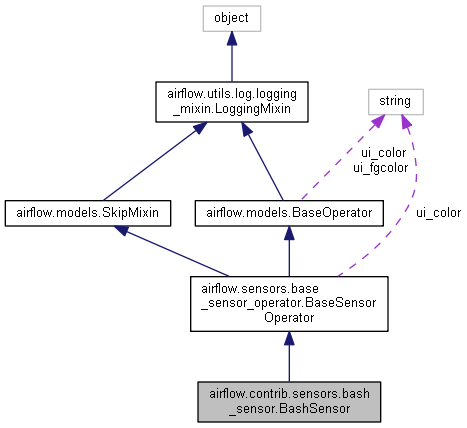 object
airflow.utils.log.logging
_mixin.LoggingMixin
string
ui_color
ui_fgcolor
airflow.models.SkipMixin
airflow.models.BaseOperator
ui_color
airflow.sensors.base
_sensor_operator.BaseSensor
Operator
airflow.contrib.sensors.bash
_sensor.BashSensor